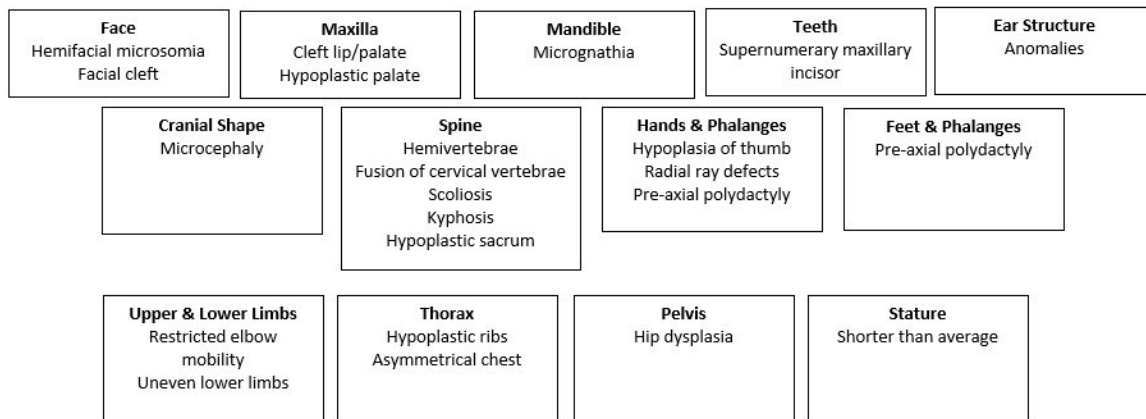 Face
Hemifacial microsomia
Facial cleft
Maxilla
Cleft lip/palate
Hypoplastic palate
Mandible
Micrognathia
Teeth
Supernumerary maxillary
incisor
Ear Structure
Anomalies
Cranial Shape
Microcephaly
Spine
Hemivertebrae
Fusion of cervical vertebrae
Scoliosis
Kyphosis
Hypoplastic sacrum
Hands & Phalanges
Hypoplasia of thumb
Radial ray defects
Pre-axial polydactyly
Feet & Phalanges
Pre-axial polydactyly
Upper & Lower Limbs
Restricted elbow
mobility
Uneven lower limbs
Thorax
Hypoplastic ribs
Asymmetrical chest
Pelvis
Hip dysplasia
Stature
Shorter than average